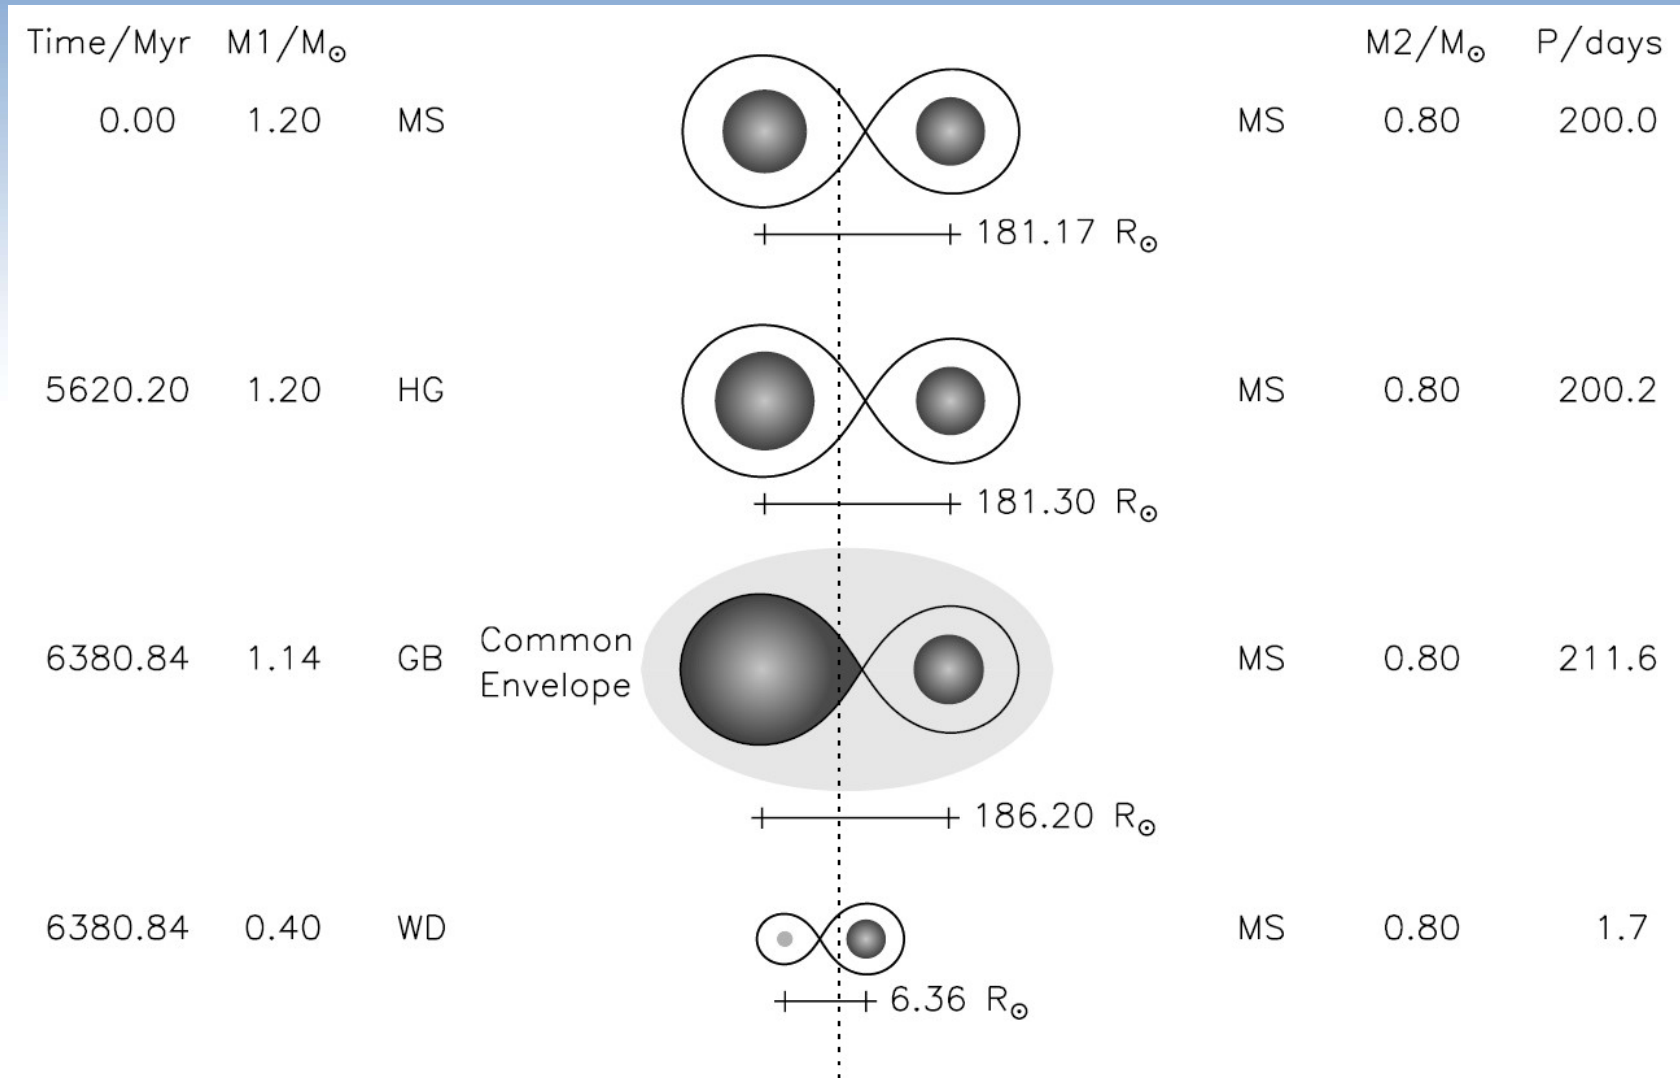 Time/Myr M1/M☉ M2/M☉ P/days
0.00 1.20 MS MS 0.80 200.0
181.17 R☉
5620.20 1.20 HG MS 0.80 200.2
181.30 R☉
6380.84 1.14 GB Common Envelope MS 0.80 211.6
186.20 R☉
6380.84 0.40 WD MS 0.80 1.7
6.36 R☉